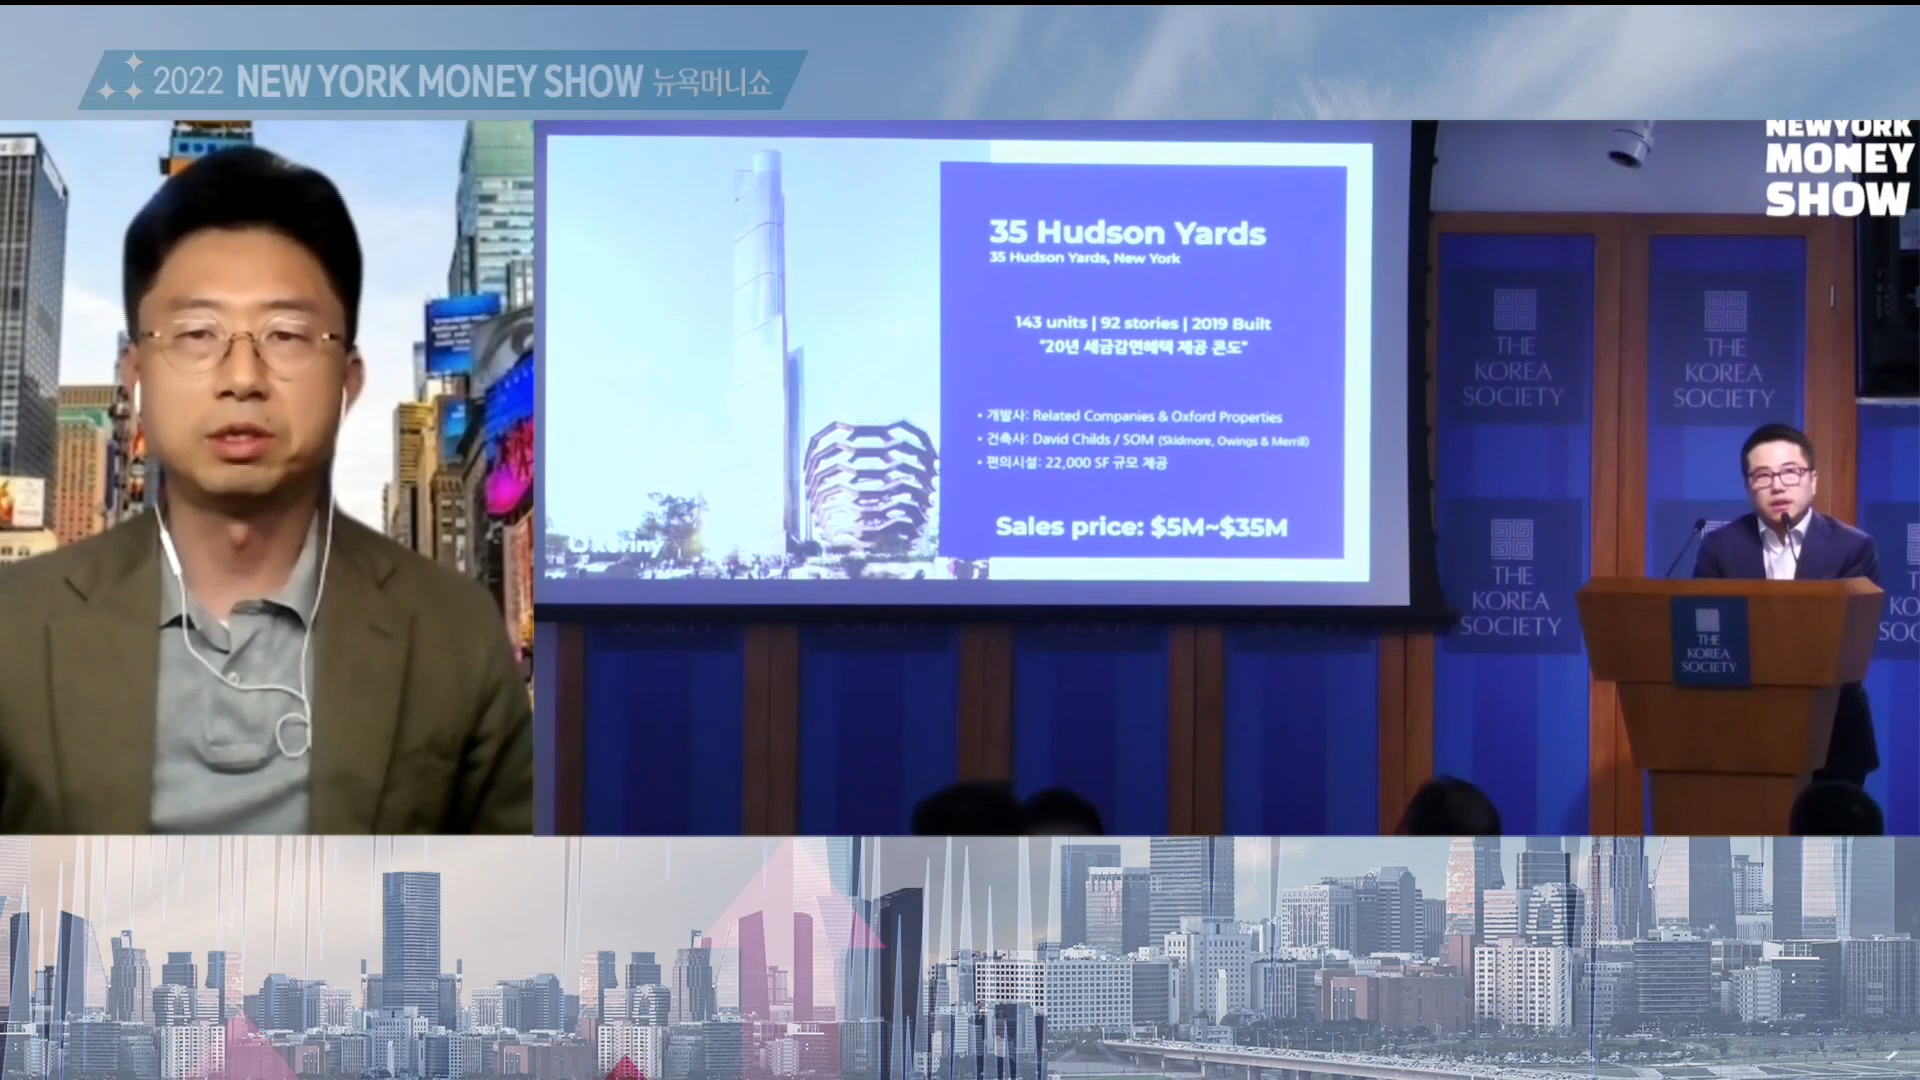 2022 NEW YORK MONEY SHOW 뉴욕머니쇼
NEWYORK
MONEY
SHOW
35 Hudson Yards
35 Hudson Yards, New York
143 units | 92 stories | 2019 Built
"20년 세금감면혜택 제공 콘도"
• 개발사: Related Companies & Oxford Properties
• 건축사: David Childs / SOM (Skidmore, Owings & Merrill)
• 편의시설: 22,000 SF 규모 제공
Sales price: $5M~$35M
THE
KOREA
SOCIETY
THE
KOREA
SOCIETY
THE
KOREA
SOCIETY
THE
KOREA
SOCIETY